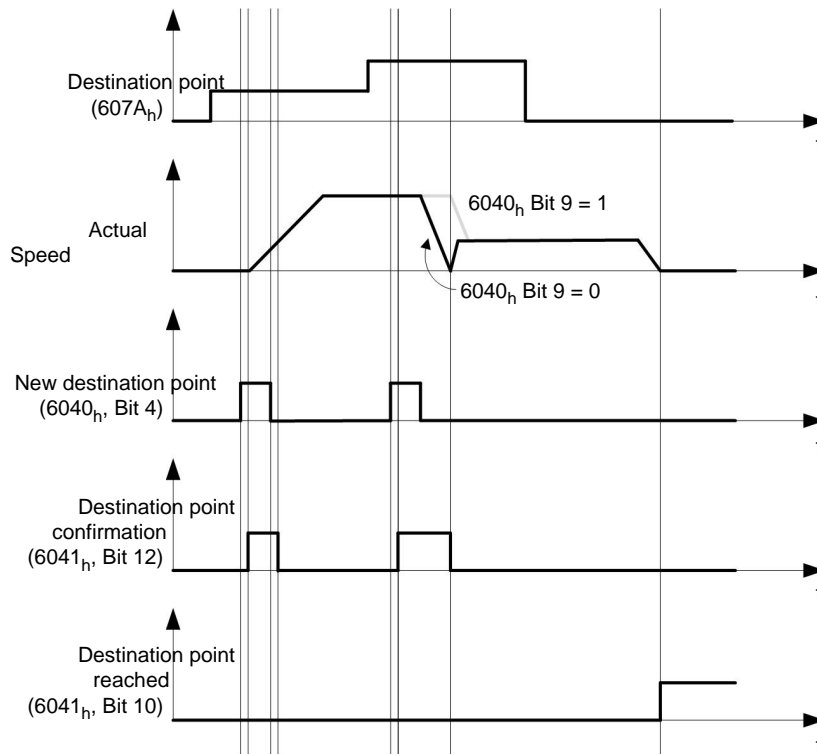 Destination point
(607Ah)
Actual
Speed
6040h Bit 9 = 1
6040h Bit 9 = 0
New destination point
(6040h, Bit 4)
Destination point
confirmation
(6041h, Bit 12)
Destination point
reached
(6041h, Bit 10)